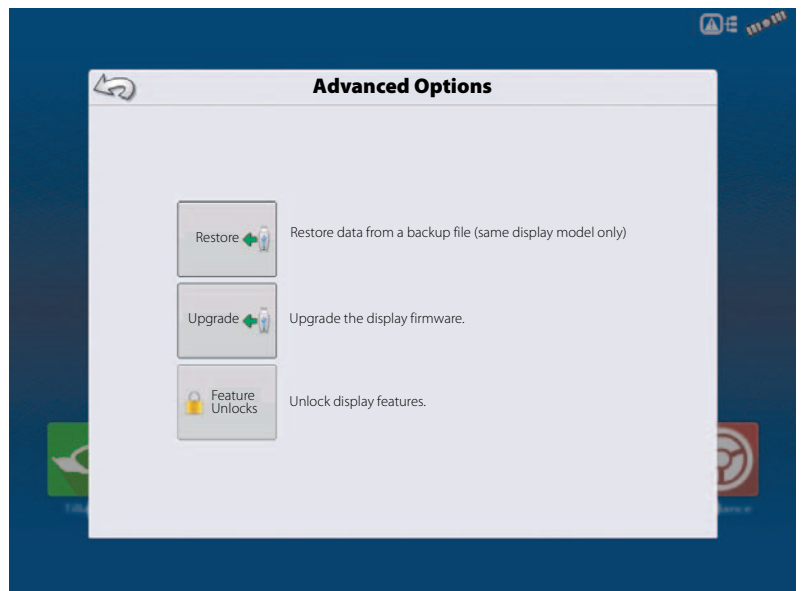 Advanced Options
Restore
Restore data from a backup file (same display model only)
Upgrade
Upgrade the display firmware.
Feature
Unlocks
Unlock display features.